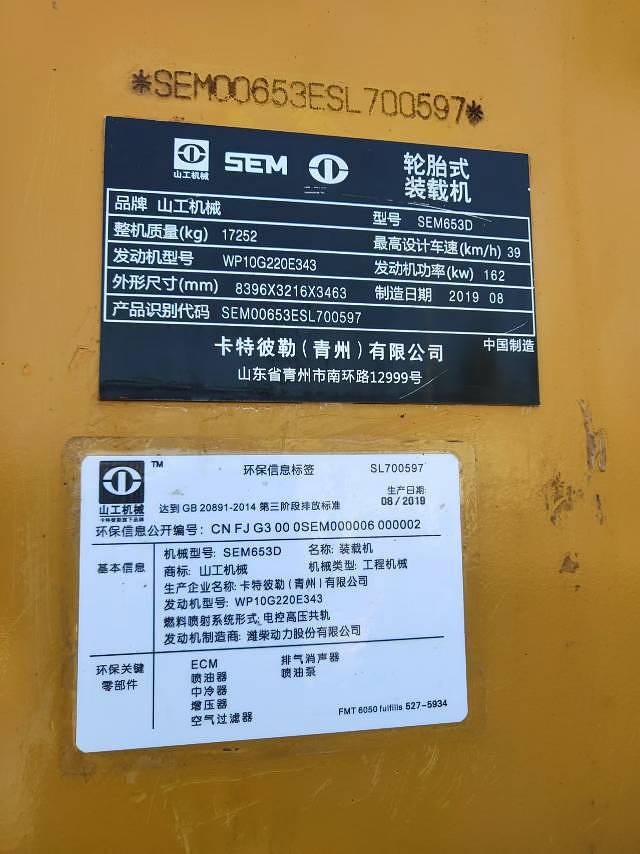 *SEM00653ESL700597*
山工机械 SEM 轮胎式
装载机
品牌 山工机械 型号 SEM653D
整机质量(kg) 17252 最高设计车速(km/h) 39
发动机型号 WP10G220E343 发动机功率(kw) 162
外形尺寸(mm) 8396X3216X3463 制造日期 2019 08
产品识别代码 SEM00653ESL700597
卡特彼勒(青州)有限公司 中国制造
山东省青州市南环路12999号
TM 环保信息标签 SL700597
山工机械
卡特彼勒旗下品牌
达到 GB 20891-2014 第三阶段排放标准 生产日期:
08/2019
环保信息公开编号: CN FJ G3 00 0SEM000006 000002
基本信息
机械型号: SEM653D 名称: 装载机
商标: 山工机械 机械类型: 工程机械
生产企业名称: 卡特彼勒(青州)有限公司
发动机型号: WP10G220E343
燃料喷射系统形式: 电控高压共轨
发动机制造商: 潍柴动力股份有限公司
环保关键
零部件
ECM 排气消声器
喷油器 喷油泵
中冷器
增压器
空气过滤器
FMT 6050 fulfills 527-5934